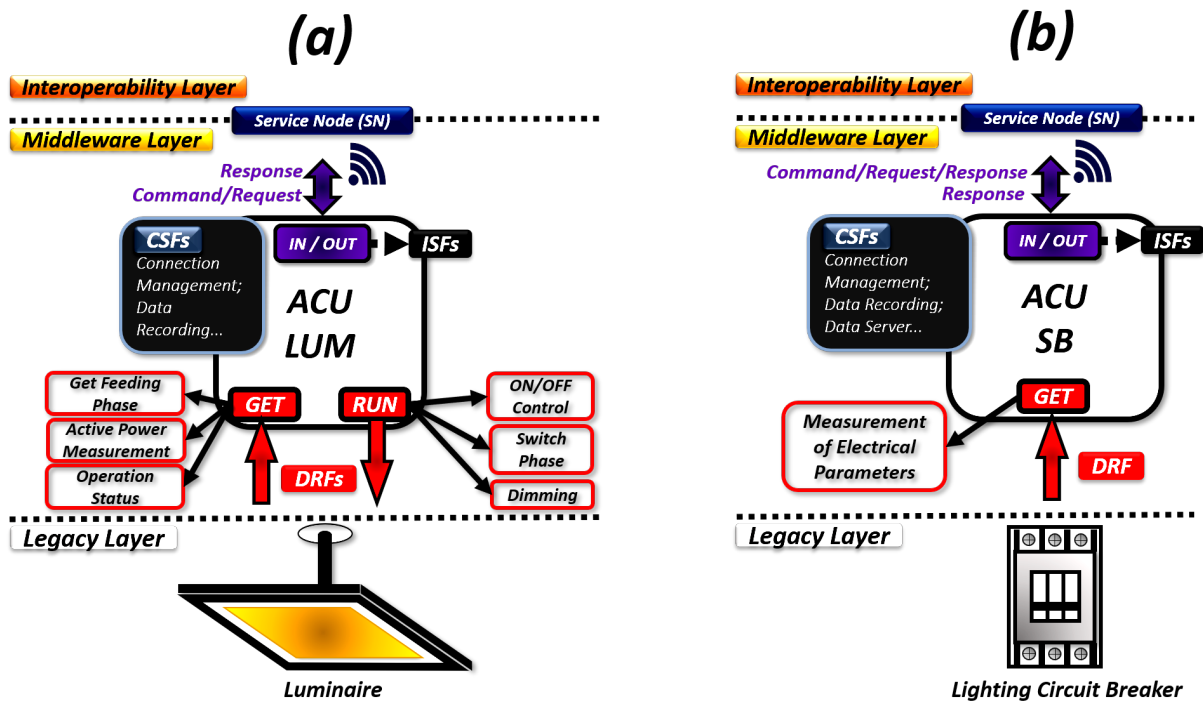 (a)
Interoperability Layer
Service Node (SN)
Middleware Layer
Response
Command/Request
CSFs
Connection
Management;
Data
Recording...
IN / OUT
ISFs
ACU
LUM
Get Feeding
Phase
Active Power
Measurement
Operation
Status
GET
RUN
ON/OFF
Control
Switch
Phase
Dimming
DRFs
Legacy Layer
Luminaire
(b)
Interoperability Layer
Service Node (SN)
Middleware Layer
Command/Request/Response
Response
CSFs
Connection
Management;
Data Recording;
Data Server...
IN / OUT
ISFs
ACU
SB
GET
Measurement
of Electrical
Parameters
DRF
Legacy Layer
Lighting Circuit Breaker